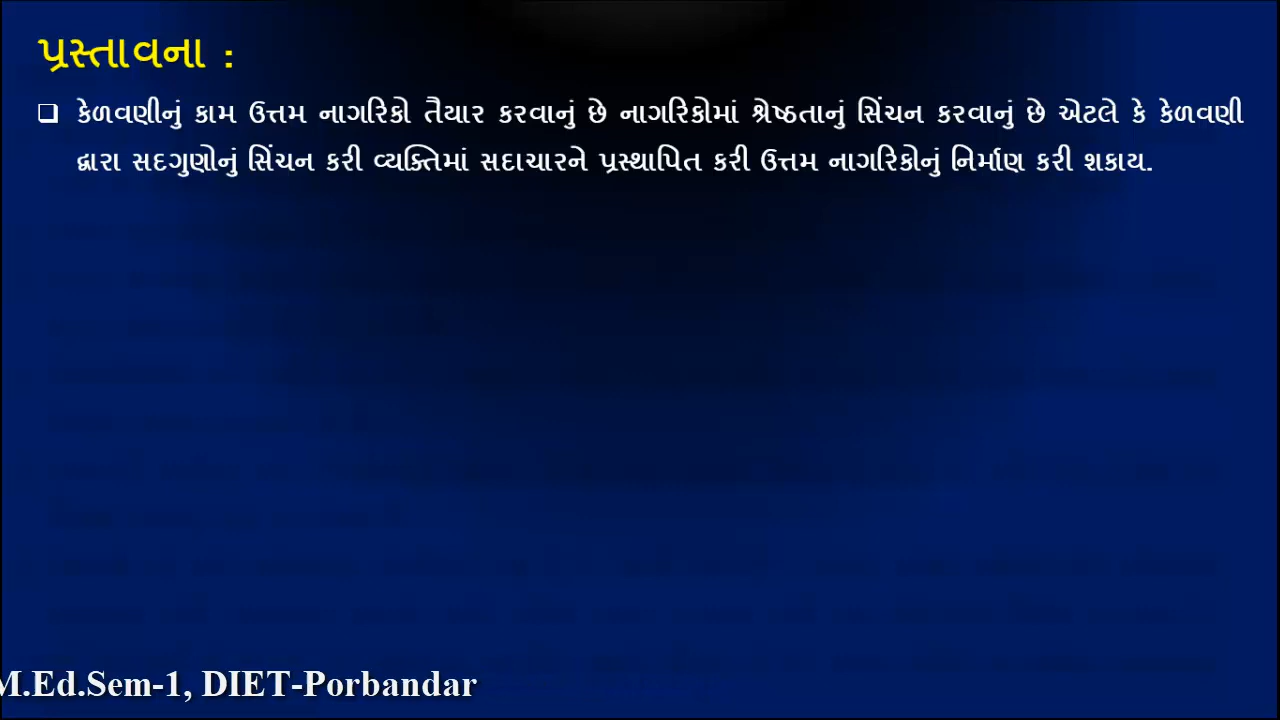 પ્રસ્તાવના :
❑ કેળવણીનું કામ ઉત્તમ નાગરિકો તૈયાર કરવાનું છે નાગરિકોમાં શ્રેષ્ઠતાનું સિંચન કરવાનું છે એટલે કે કેળવણી
દ્વારા સદગુણોનું સિંચન કરી વ્યક્તિમાં સદાચારને પ્રસ્થાપિત કરી ઉત્તમ નાગરિકોનું નિર્માણ કરી શકાય.
M.Ed.Sem-1, DIET-Porbandar